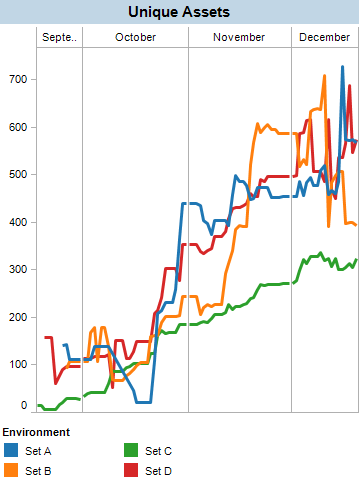 Unique Assets
Septe.. October November December
700
600
500
400
300
200
100
0
Environment
Set A Set C
Set B Set D